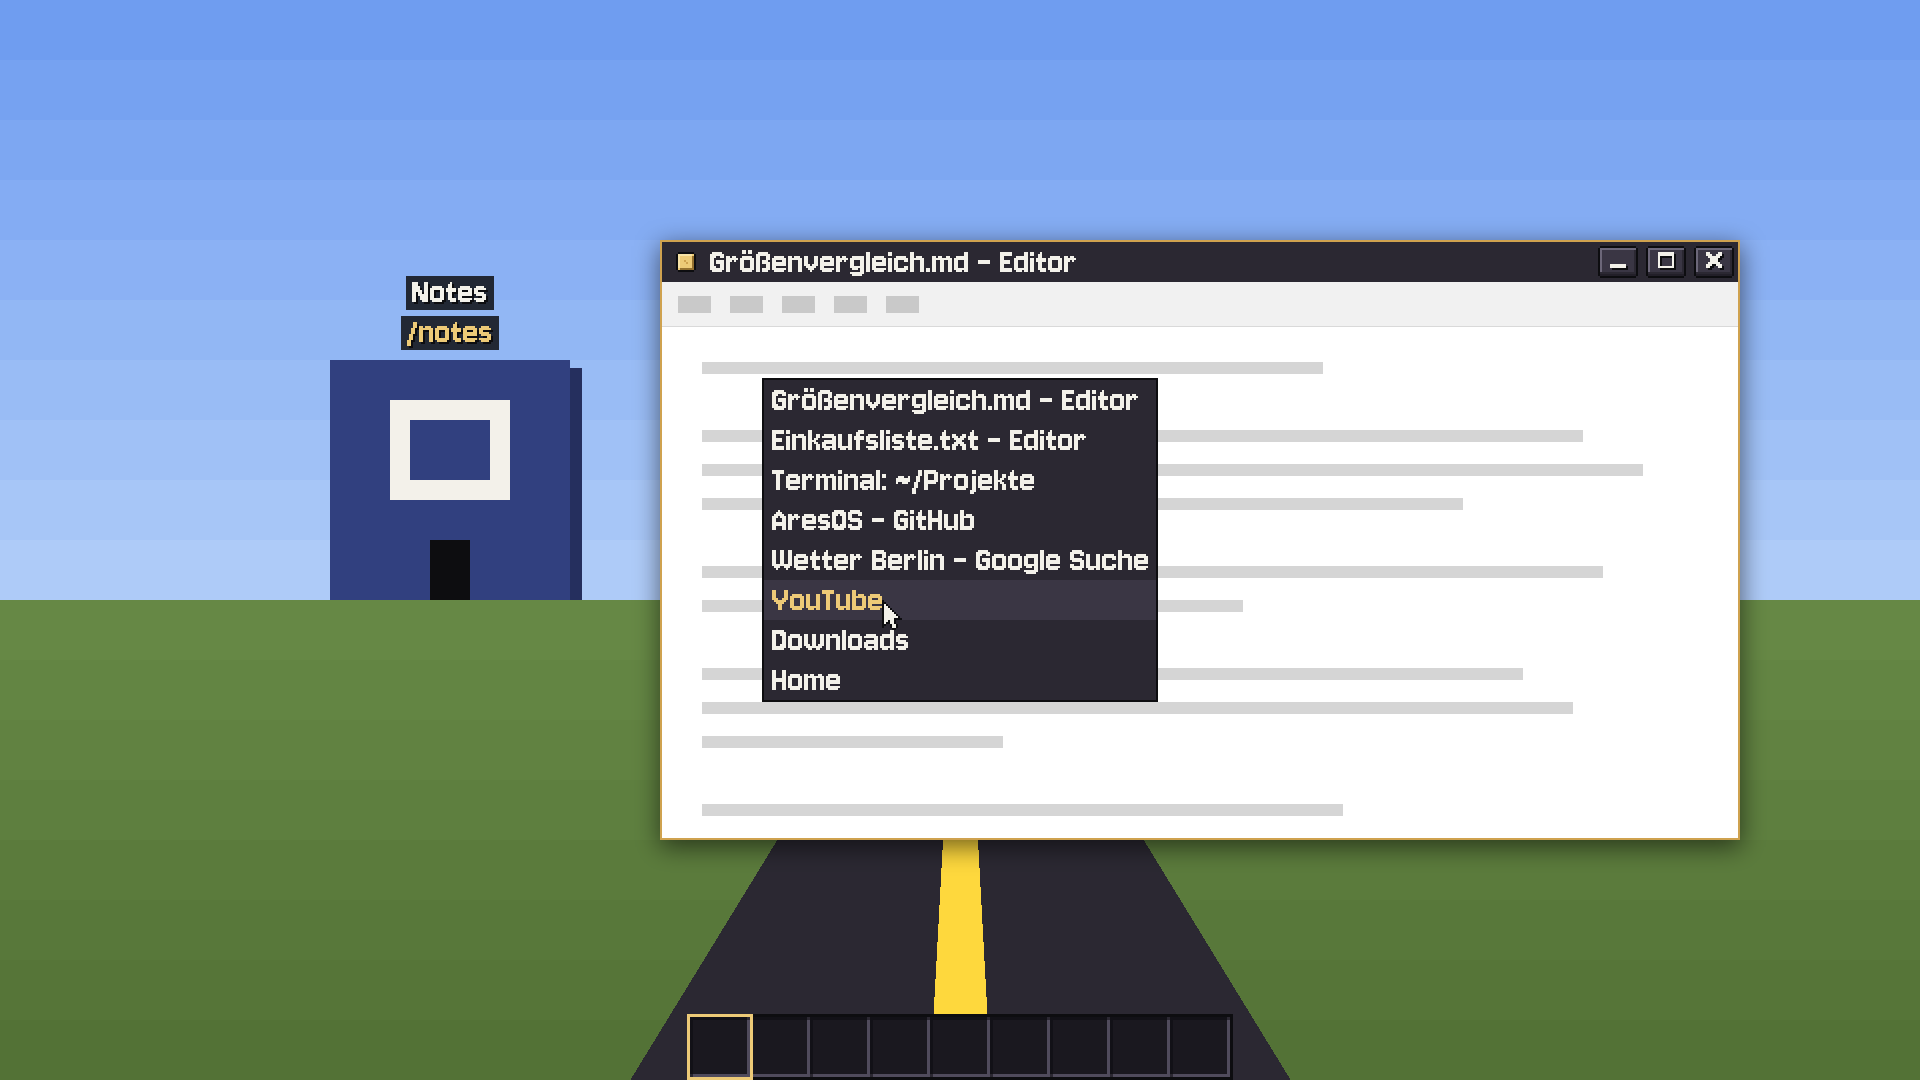 Notes
/notes
Größenvergleich.md - Editor
Größenvergleich.md - Editor
Einkaufsliste.txt - Editor
Terminal: ~/Projekte
AresOS - GitHub
Wetter Berlin - Google Suche
YouTube
Downloads
Home